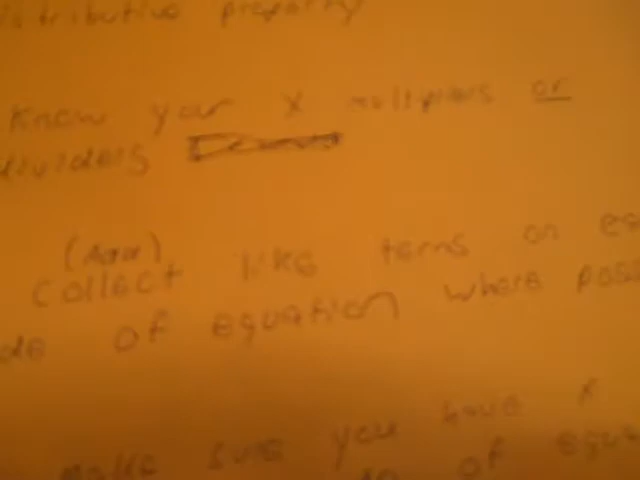 istributive property
Know your X multipliers or
dividers
(Add)
collect like terms on ea
de of equation where poss
make sure you have
of equa